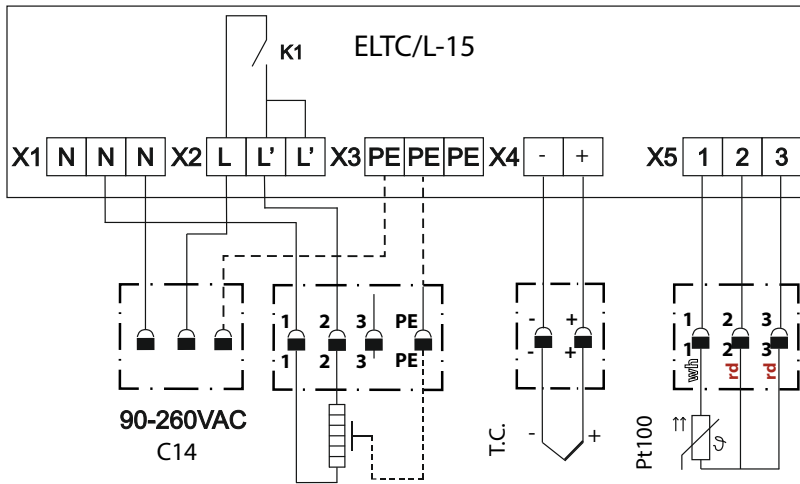 ELTC/L-15
K1
X1 N N N X2 L L' L' X3 PE PE PE X4 - + X5 1 2 3
1 2 3 PE - + 1 2 3
1 2 3 PE - + 1 2 3
wh rd rd
90-260VAC
C14
T.C. - +
Pt100 ↑↑ ϑ